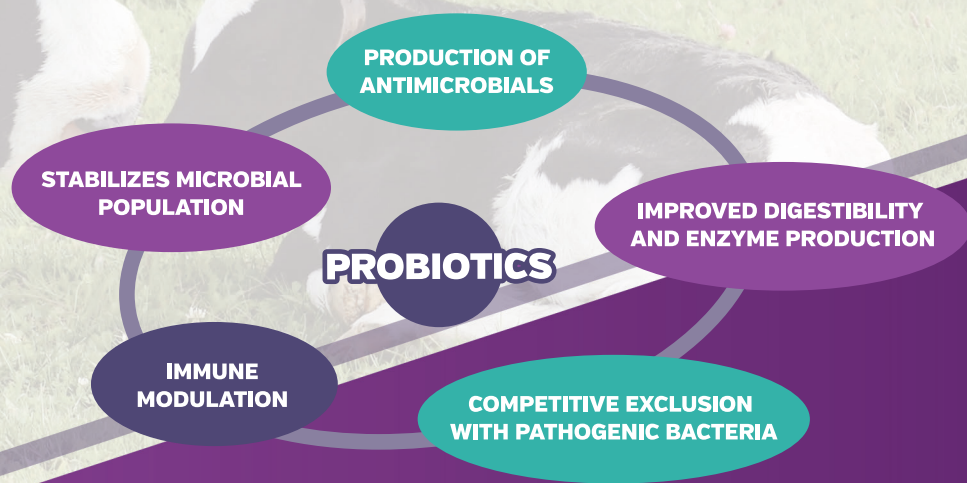 PRODUCTION OF
ANTIMICROBIALS
STABILIZES MICROBIAL
POPULATION
IMPROVED DIGESTIBILITY
AND ENZYME PRODUCTION
PROBIOTICS
IMMUNE
MODULATION
COMPETITIVE EXCLUSION
WITH PATHOGENIC BACTERIA